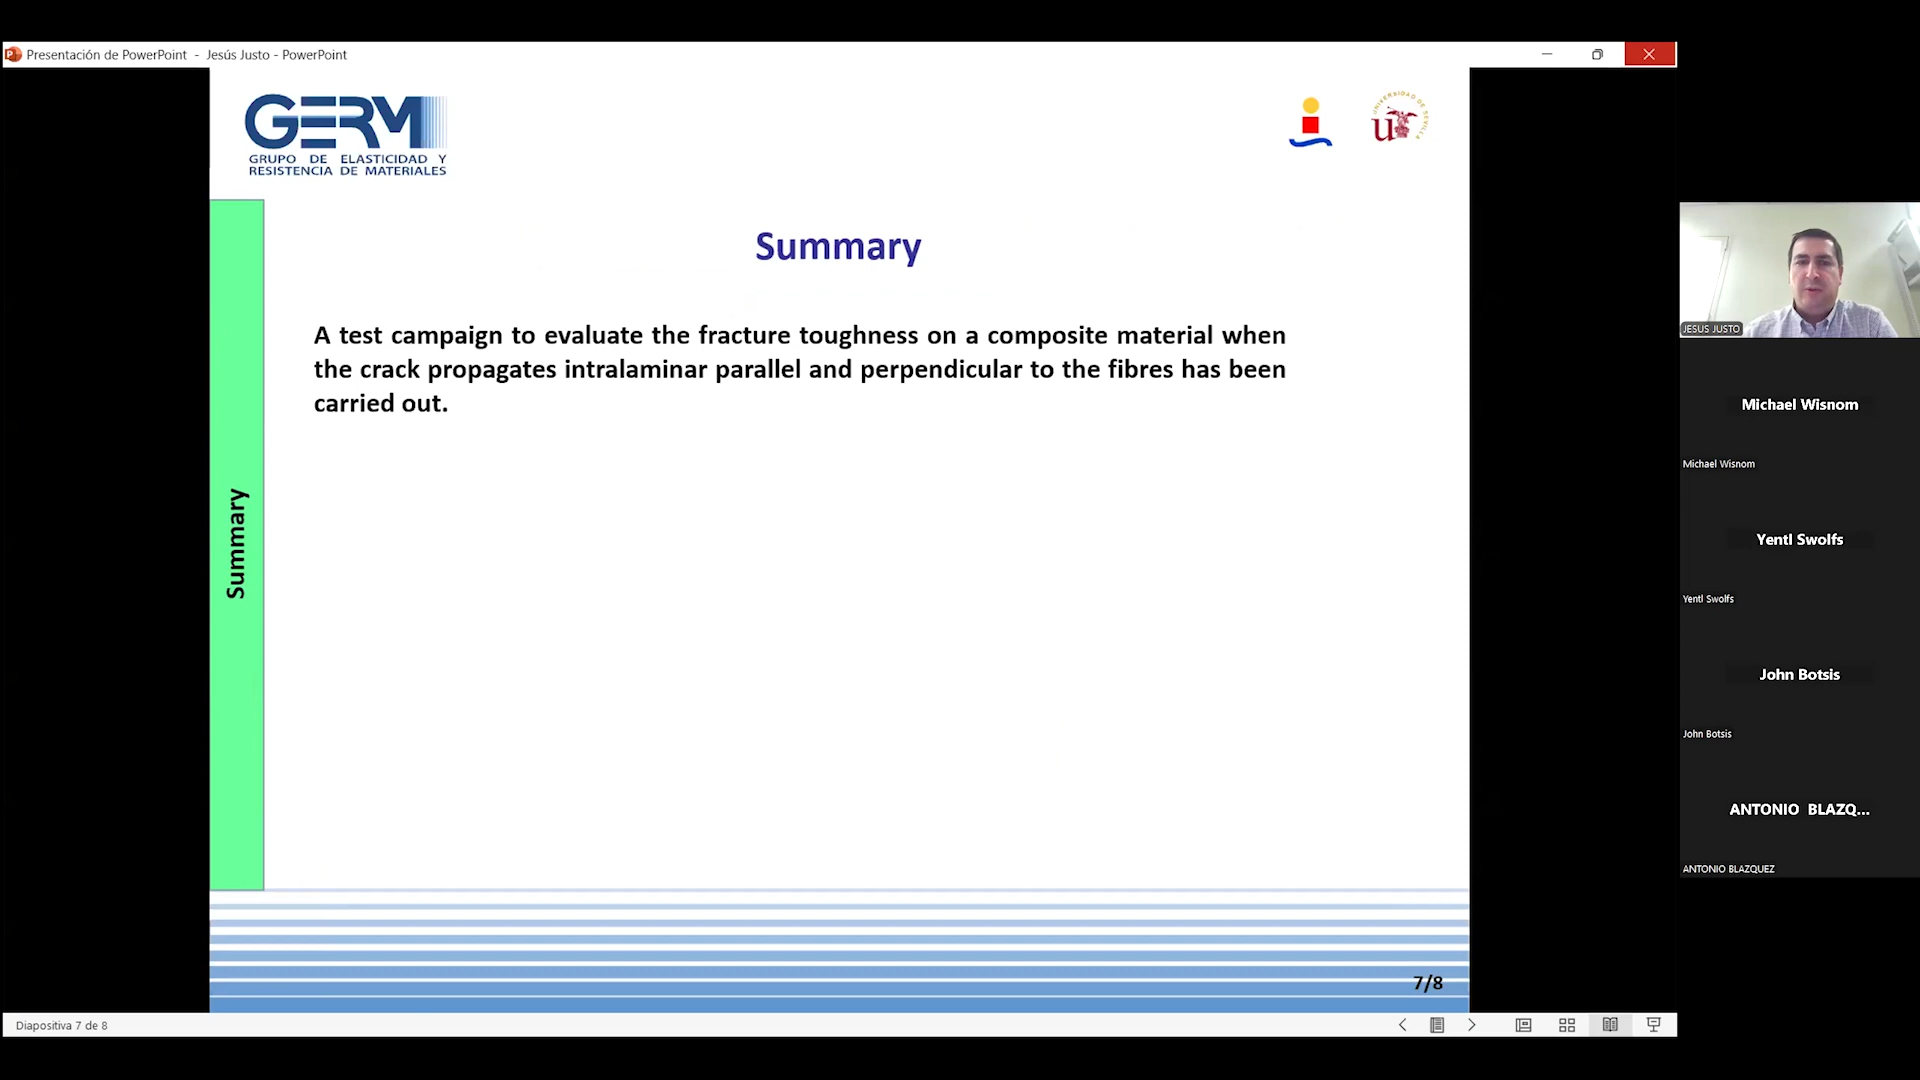 Presentación de PowerPoint - Jesús Justo - PowerPoint
GERM
GRUPO DE ELASTICIDAD Y
RESISTENCIA DE MATERIALES
UNIVERSIDAD DE SEVILLA
Summary
A test campaign to evaluate the fracture toughness on a composite material when
the crack propagates intralaminar parallel and perpendicular to the fibres has been
carried out.
Summary
7/8
Diapositiva 7 de 8
JESUS JUSTO
Michael Wisnom
Michael Wisnom
Yentl Swolfs
Yentl Swolfs
John Botsis
John Botsis
ANTONIO BLAZQ...
ANTONIO BLAZQUEZ